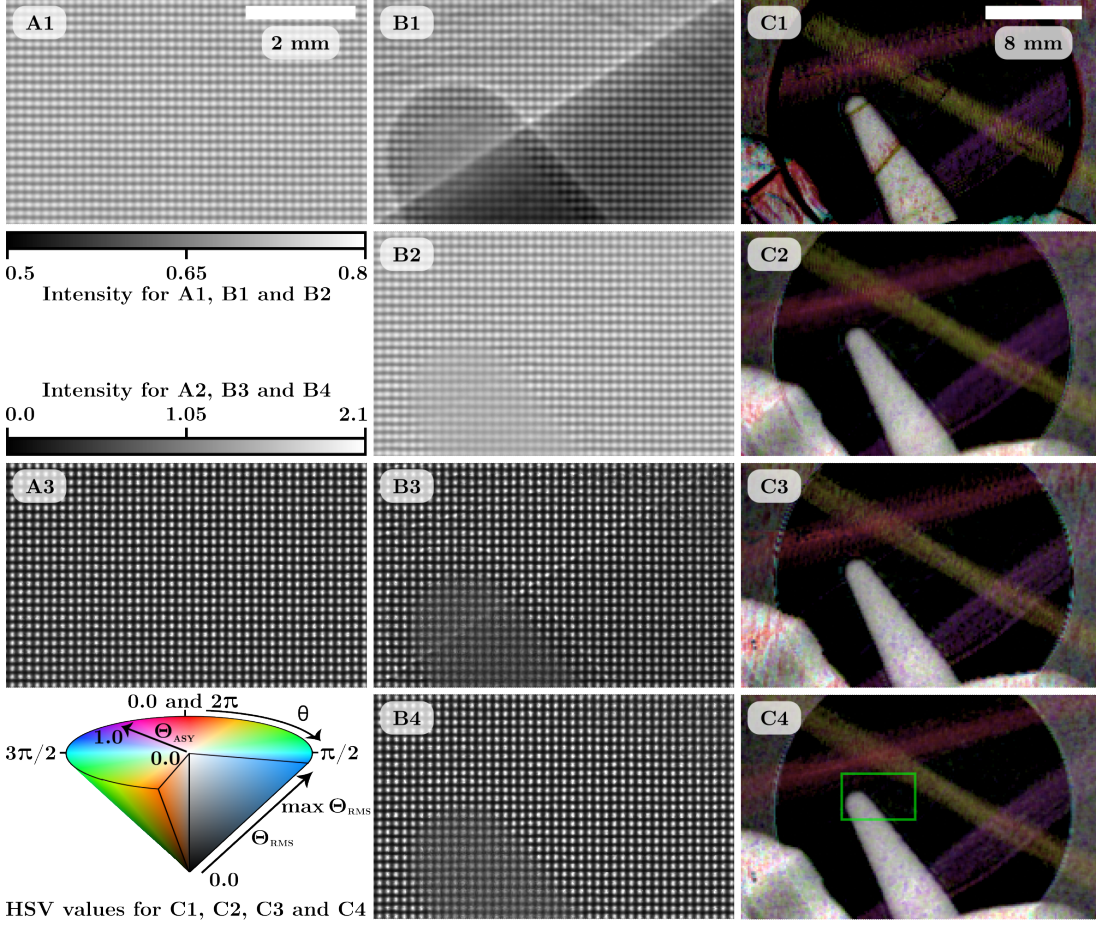 A1
2 mm
B1
C1
8 mm
0.5 0.65 0.8
Intensity for A1, B1 and B2
B2
C2
Intensity for A2, B3 and B4
0.0 1.05 2.1
A3
B3
C3
0.0 and 2π
θ
1.0
Θ ASY
0.0
3π/2
π/2
max Θ RMS
Θ RMS
0.0
HSV values for C1, C2, C3 and C4
B4
C4